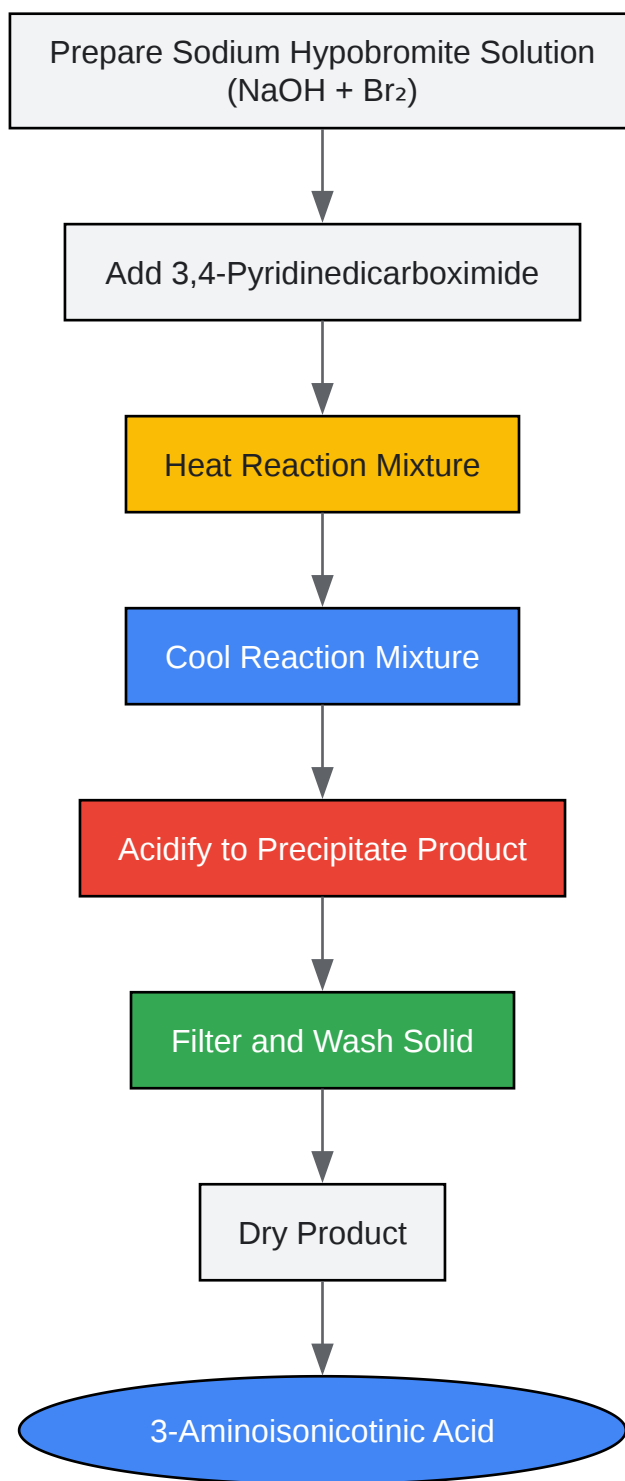 Prepare Sodium Hypobromite Solution
(NaOH + Br₂)
Add 3,4-Pyridinedicarboximide
Heat Reaction Mixture
Cool Reaction Mixture
Acidify to Precipitate Product
Filter and Wash Solid
Dry Product
3-Aminoisonicotinic Acid